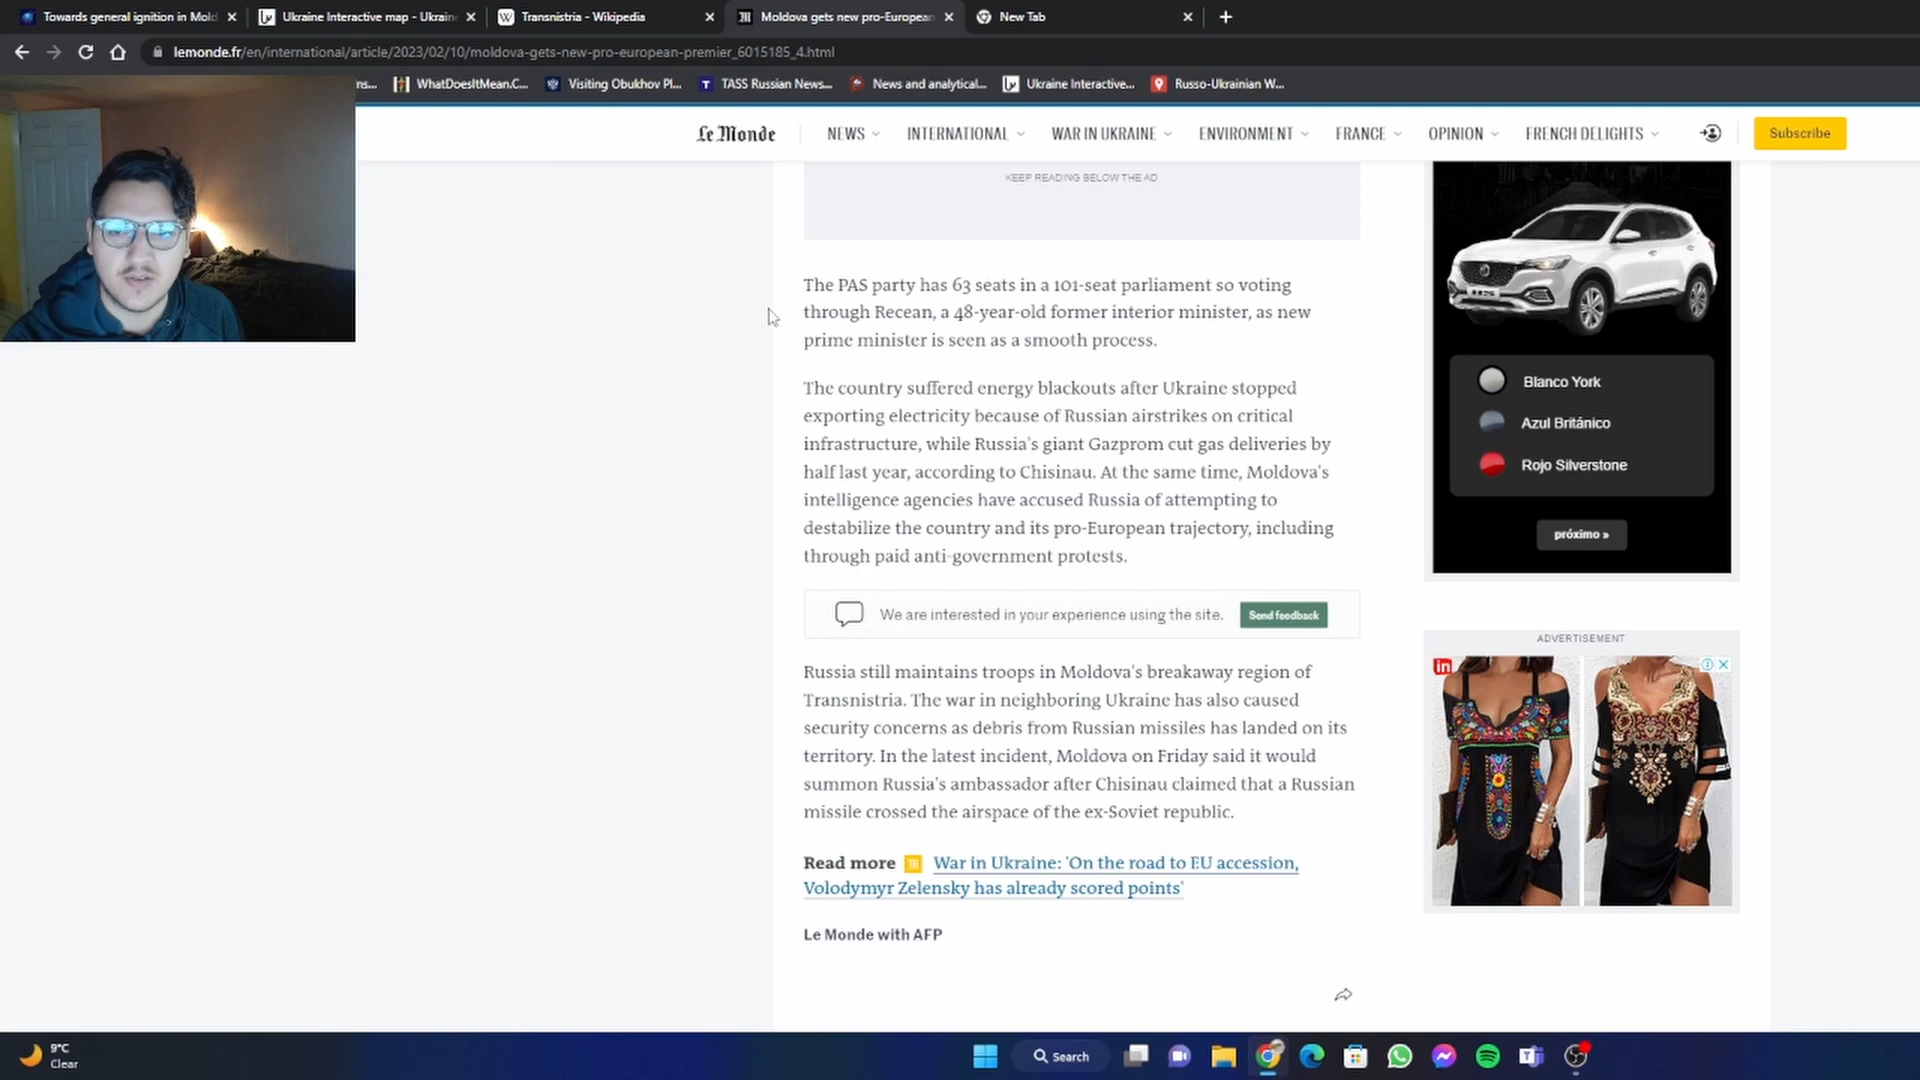 Towards general ignition in Mold
Ukraine Interactive map - Ukrain
Transnistria - Wikipedia
Moldova gets new pro-European
New Tab
lemonde.fr/en/international/article/2023/02/10/moldova-gets-new-pro-european-premier_6015185_4.html
ns...
WhatDoesItMean.C...
Visiting Obukhov Pl...
TASS Russian News...
News and analytical...
Ukraine Interactive...
Russo-Ukrainian W...
Le Monde
NEWS
INTERNATIONAL
WAR IN UKRAINE
ENVIRONMENT
FRANCE
OPINION
FRENCH DELIGHTS
Subscribe
KEEP READING BELOW THE AD
The PAS party has 63 seats in a 101-seat parliament so voting
through Recean, a 48-year-old former interior minister, as new
prime minister is seen as a smooth process.
The country suffered energy blackouts after Ukraine stopped
exporting electricity because of Russian airstrikes on critical
infrastructure, while Russia's giant Gazprom cut gas deliveries by
half last year, according to Chisinau. At the same time, Moldova's
intelligence agencies have accused Russia of attempting to
destabilize the country and its pro-European trajectory, including
through paid anti-government protests.
We are interested in your experience using the site.
Send feedback
Russia still maintains troops in Moldova's breakaway region of
Transnistria. The war in neighboring Ukraine has also caused
security concerns as debris from Russian missiles has landed on its
territory. In the latest incident, Moldova on Friday said it would
summon Russia's ambassador after Chisinau claimed that a Russian
missile crossed the airspace of the ex-Soviet republic.
Read more War in Ukraine: 'On the road to EU accession,
Volodymyr Zelensky has already scored points'
Le Monde with AFP
Blanco York
Azul Británico
Rojo Silverstone
próximo »
ADVERTISEMENT
in
9°C
Clear
Search